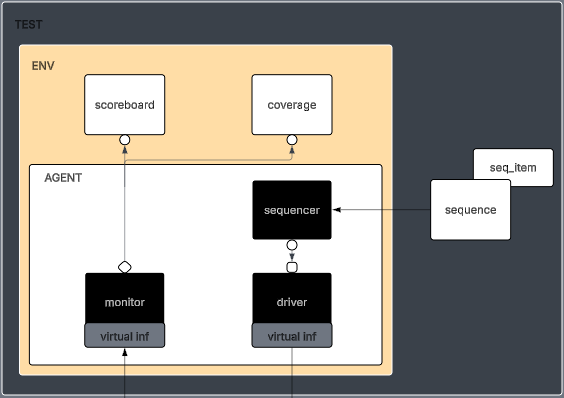 TEST
ENV
scoreboard
coverage
AGENT
seq_item
sequencer
sequence
monitor
driver
virtual inf
virtual inf